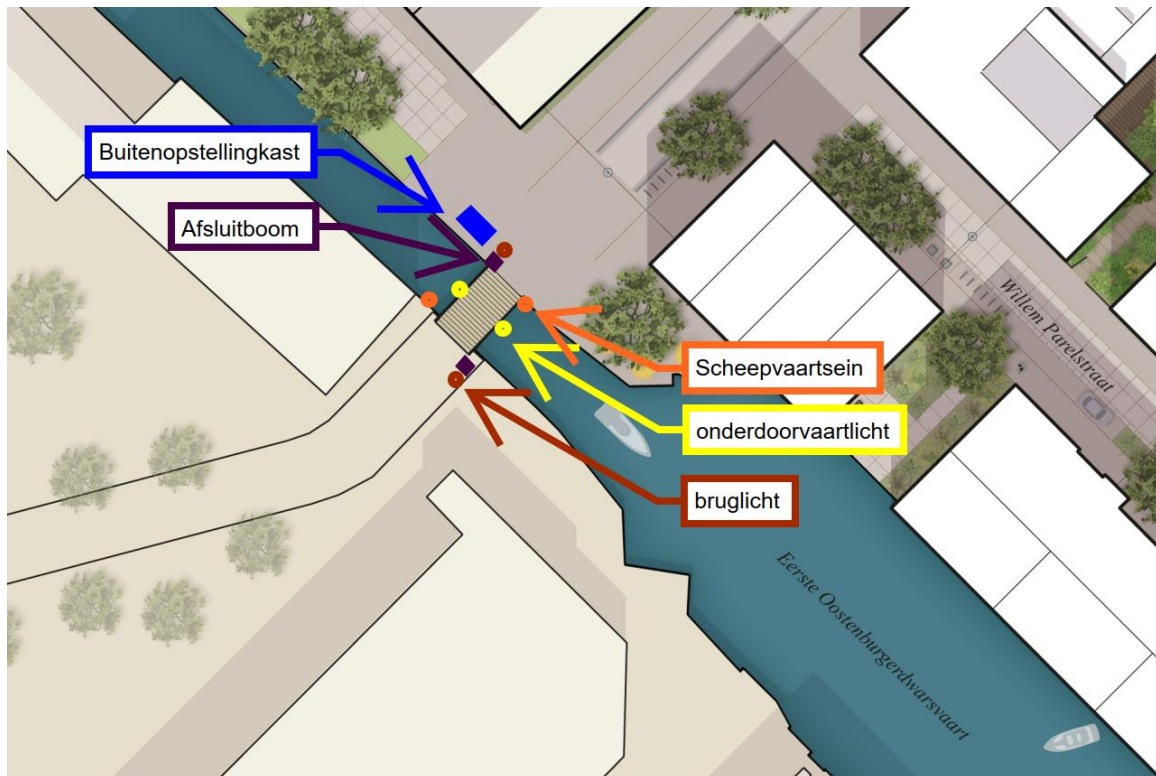 Buitenopstellingkast
Afsluitboom
Willem Parelstraat
Scheepvaartsein
onderdoorvaartlicht
bruglicht
Eerste Oostenburgerdwarsvaart